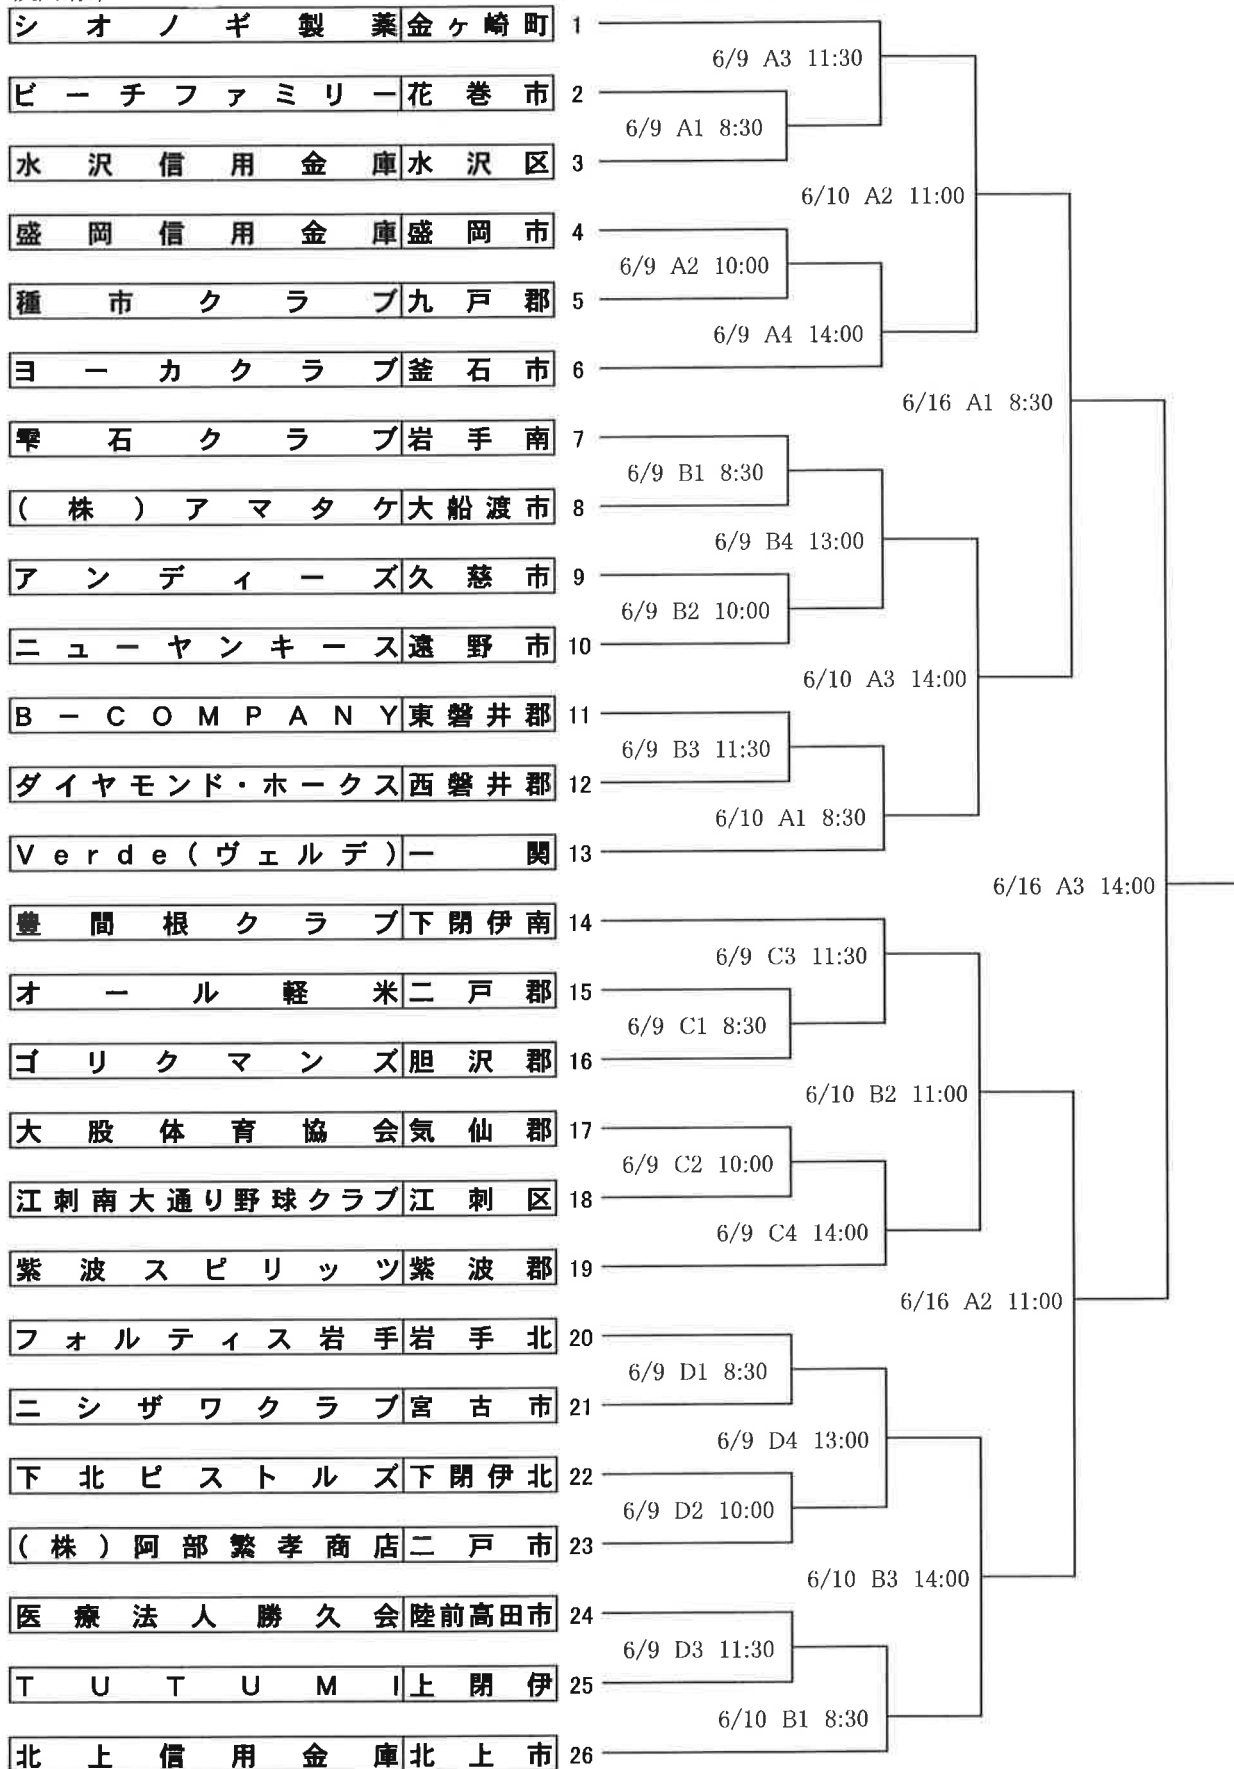 シオノギ製薬 金ヶ崎町 1
6/9 A3 11:30
ビーチファミリー 花巻市 2
6/9 A1 8:30
水沢信用金庫 水沢区 3
6/10 A2 11:00
盛岡信用金庫 盛岡市 4
6/9 A2 10:00
種市クラブ 九戸郡 5
6/9 A4 14:00
ヨーカクラブ 釜石市 6
6/16 A1 8:30
雫石クラブ 岩手南 7
6/9 B1 8:30
(株)アマタケ 大船渡市 8
6/9 B4 13:00
アンディーズ 久慈市 9
6/9 B2 10:00
ニューヤンキース 遠野市 10
6/10 A3 14:00
B-COMPANY 東磐井郡 11
6/9 B3 11:30
ダイヤモンド・ホークス 西磐井郡 12
6/10 A1 8:30
Verde(ヴェルデ) 一関 13
6/16 A3 14:00
豊間根クラブ 下閉伊南 14
6/9 C3 11:30
オール軽米 二戸郡 15
6/9 C1 8:30
ゴリクマンズ 胆沢郡 16
6/10 B2 11:00
大股体育協会 気仙郡 17
6/9 C2 10:00
江刺南大通り野球クラブ 江刺区 18
6/9 C4 14:00
紫波スピリッツ 紫波郡 19
6/16 A2 11:00
フォルティス岩手 岩手北 20
6/9 D1 8:30
ニシザワクラブ 宮古市 21
6/9 D4 13:00
下北ピストルズ 下閉伊北 22
6/9 D2 10:00
(株)阿部繁孝商店 二戸市 23
6/10 B3 14:00
医療法人勝久会 陸前高田市 24
6/9 D3 11:30
TUTUMI 上閉伊 25
6/10 B1 8:30
北上信用金庫 北上市 26